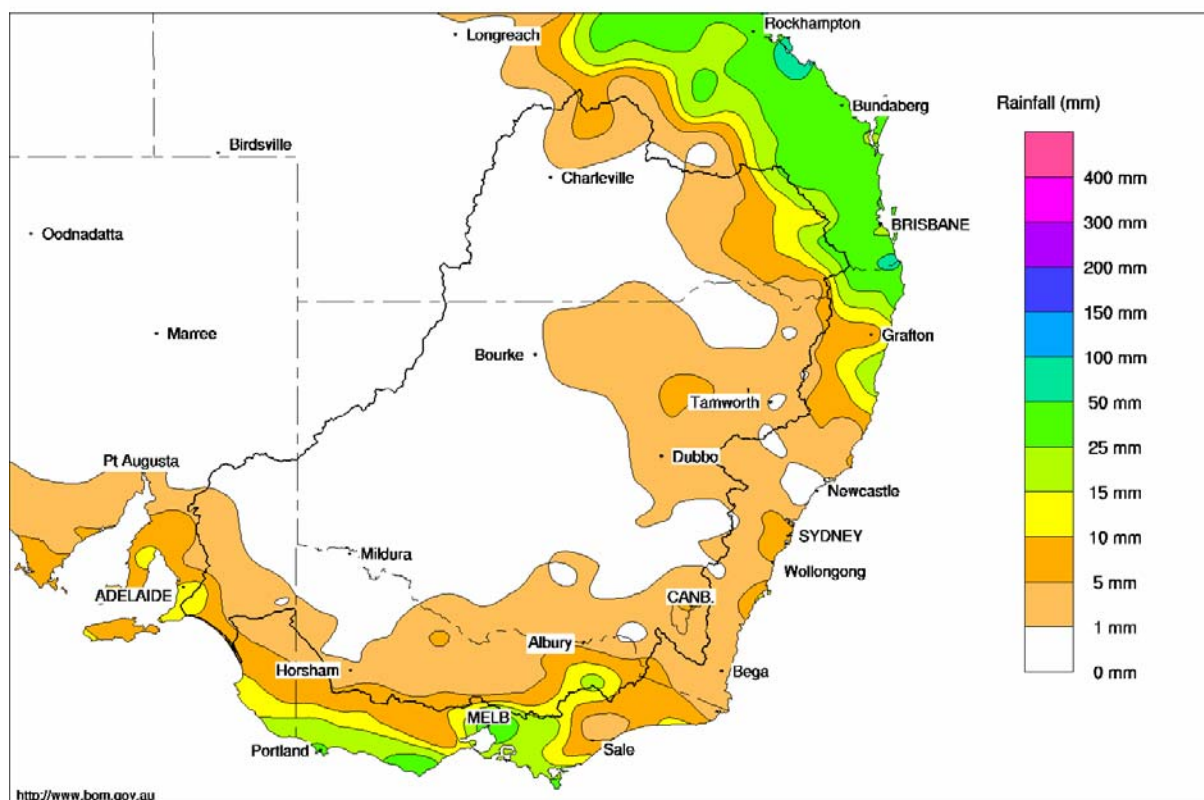 Longreach
Rockhampton
Rainfall (mm)
Bundaberg
Birdsville
Charleville
400 mm
300 mm
200 mm
150 mm
100 mm
50 mm
25 mm
15 mm
10 mm
5 mm
1 mm
0 mm
Oodnadatta
BRISBANE
Marree
Bourke
Grafton
Tamworth
Dubbo
Pt Augusta
Newcastle
Mildura
SYDNEY
Wollongong
ADELAIDE
CANB.
Albury
Horsham
Bega
MELB
Portland
Sale
http://www.bom.gov.au